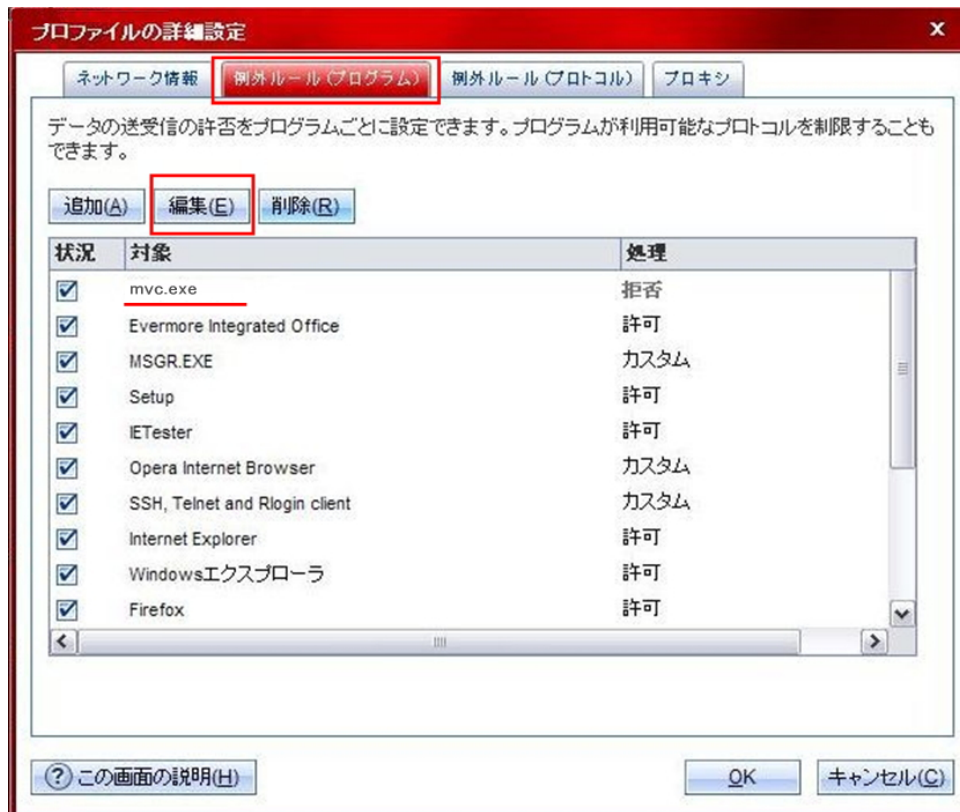 プロファイルの詳細設定
x
ネットワーク情報 例外ルール(プログラム) 例外ルール(プロトコル) プロキシ
データの送受信の許否をプログラムごとに設定できます。プログラムが利用可能なプロトコルを制限することも
できます。
追加(A) 編集(E) 削除(R)
状況 対象 処理
mvc.exe 拒否
Evermore Integrated Office 許可
MSGR.EXE カスタム
Setup 許可
IETester 許可
Opera Internet Browser カスタム
SSH, Telnet and Rlogin client カスタム
Internet Explorer 許可
Windowsエクスプローラ 許可
Firefox 許可
? この画面の説明(H) OK キャンセル(C)